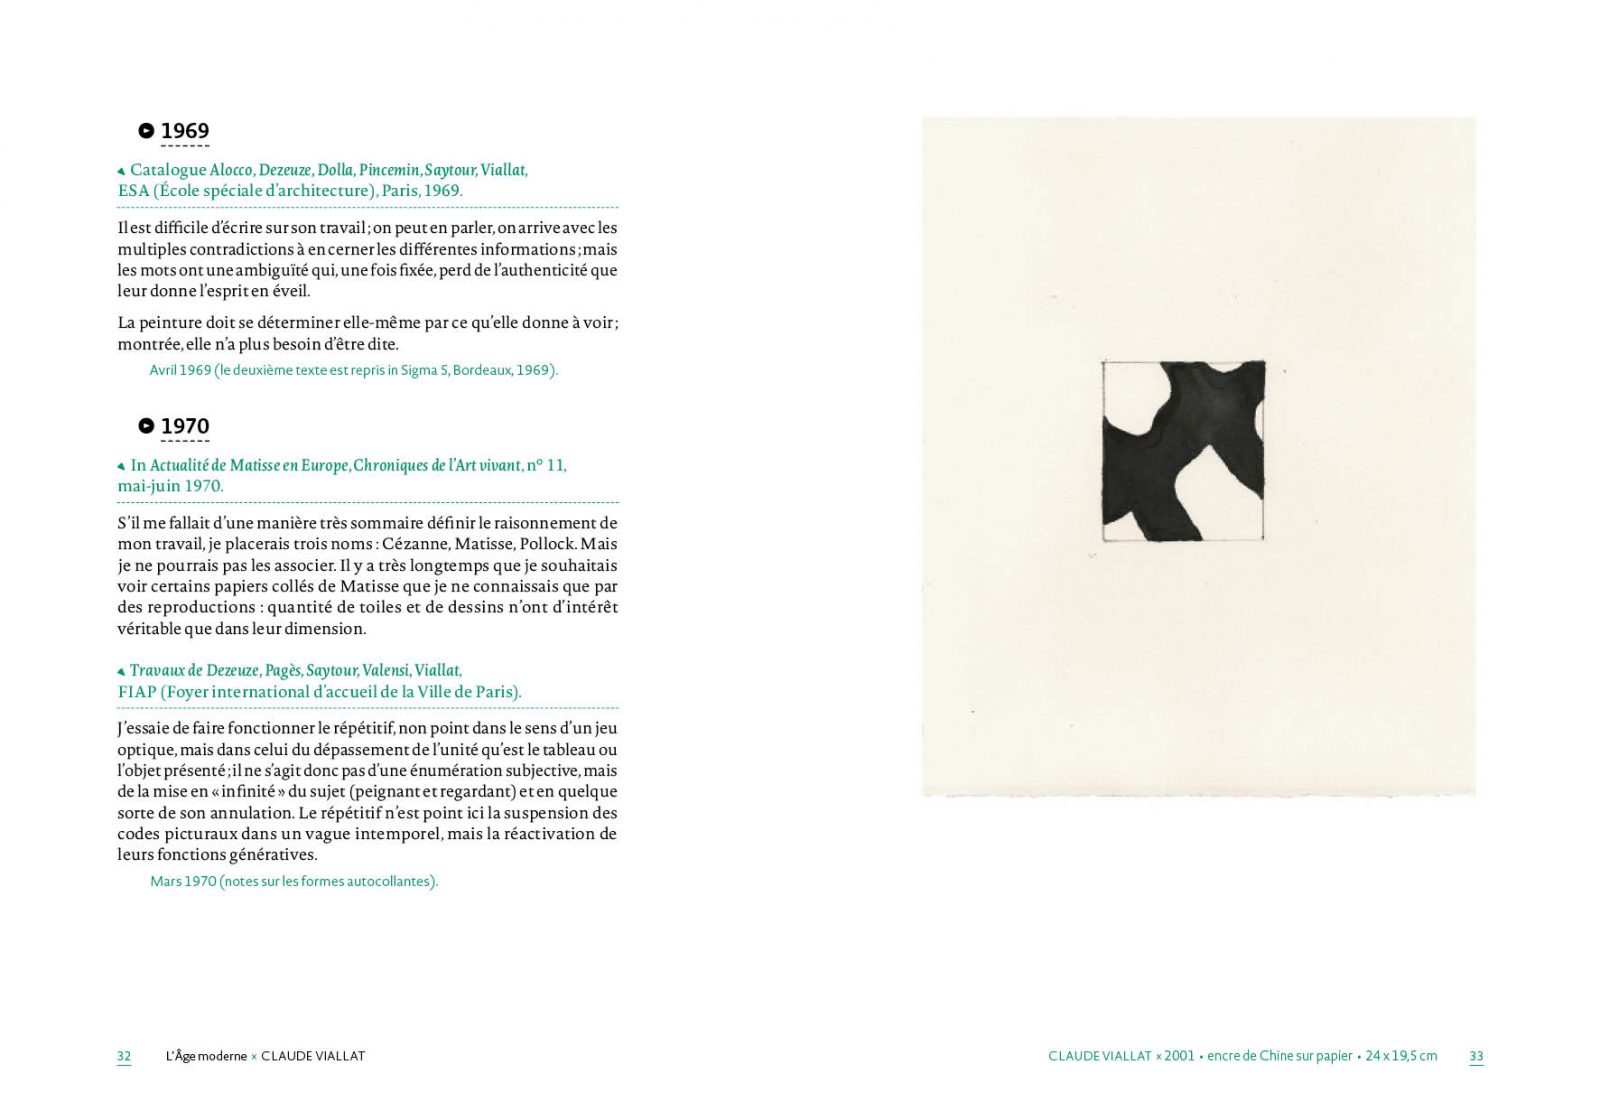 1969
Catalogue Alocco, Dezeuze, Dolla, Pincemin, Saytour, Viallat,
ESA (École spéciale d’architecture), Paris, 1969.
Il est difficile d’écrire sur son travail ; on peut en parler, on arrive avec les
multiples contradictions à en cerner les différentes informations ; mais
les mots ont une ambiguïté qui, une fois fixée, perd de l’authenticité que
leur donne l’esprit en éveil.
La peinture doit se déterminer elle-même par ce qu’elle donne à voir ;
montrée, elle n’a plus besoin d’être dite.
Avril 1969 (le deuxième texte est repris in Sigma 5, Bordeaux, 1969).
1970
In Actualité de Matisse en Europe, Chroniques de l’Art vivant, n° 11,
mai-juin 1970.
S’il me fallait d’une manière très sommaire définir le raisonnement de
mon travail, je placerais trois noms : Cézanne, Matisse, Pollock. Mais
je ne pourrais pas les associer. Il y a très longtemps que je souhaitais
voir certains papiers collés de Matisse que je ne connaissais que par
des reproductions : quantité de toiles et de dessins n’ont d’intérêt
véritable que dans leur dimension.
Travaux de Dezeuze, Pagès, Saytour, Valensi, Viallat,
FIAP (Foyer international d’accueil de la Ville de Paris).
J’essaie de faire fonctionner le répétitif, non point dans le sens d’un jeu
optique, mais dans celui du dépassement de l’unité qu’est le tableau ou
l’objet présenté ; il ne s’agit donc pas d’une énumération subjective, mais
de la mise en « infinité » du sujet (peignant et regardant) et en quelque
sorte de son annulation. Le répétitif n’est point ici la suspension des
codes picturaux dans un vague intemporel, mais la réactivation de
leurs fonctions génératives.
Mars 1970 (notes sur les formes autocollantes).
32 L’Âge moderne × CLAUDE VIALLAT
CLAUDE VIALLAT × 2001 • encre de Chine sur papier • 24 x 19,5 cm 33